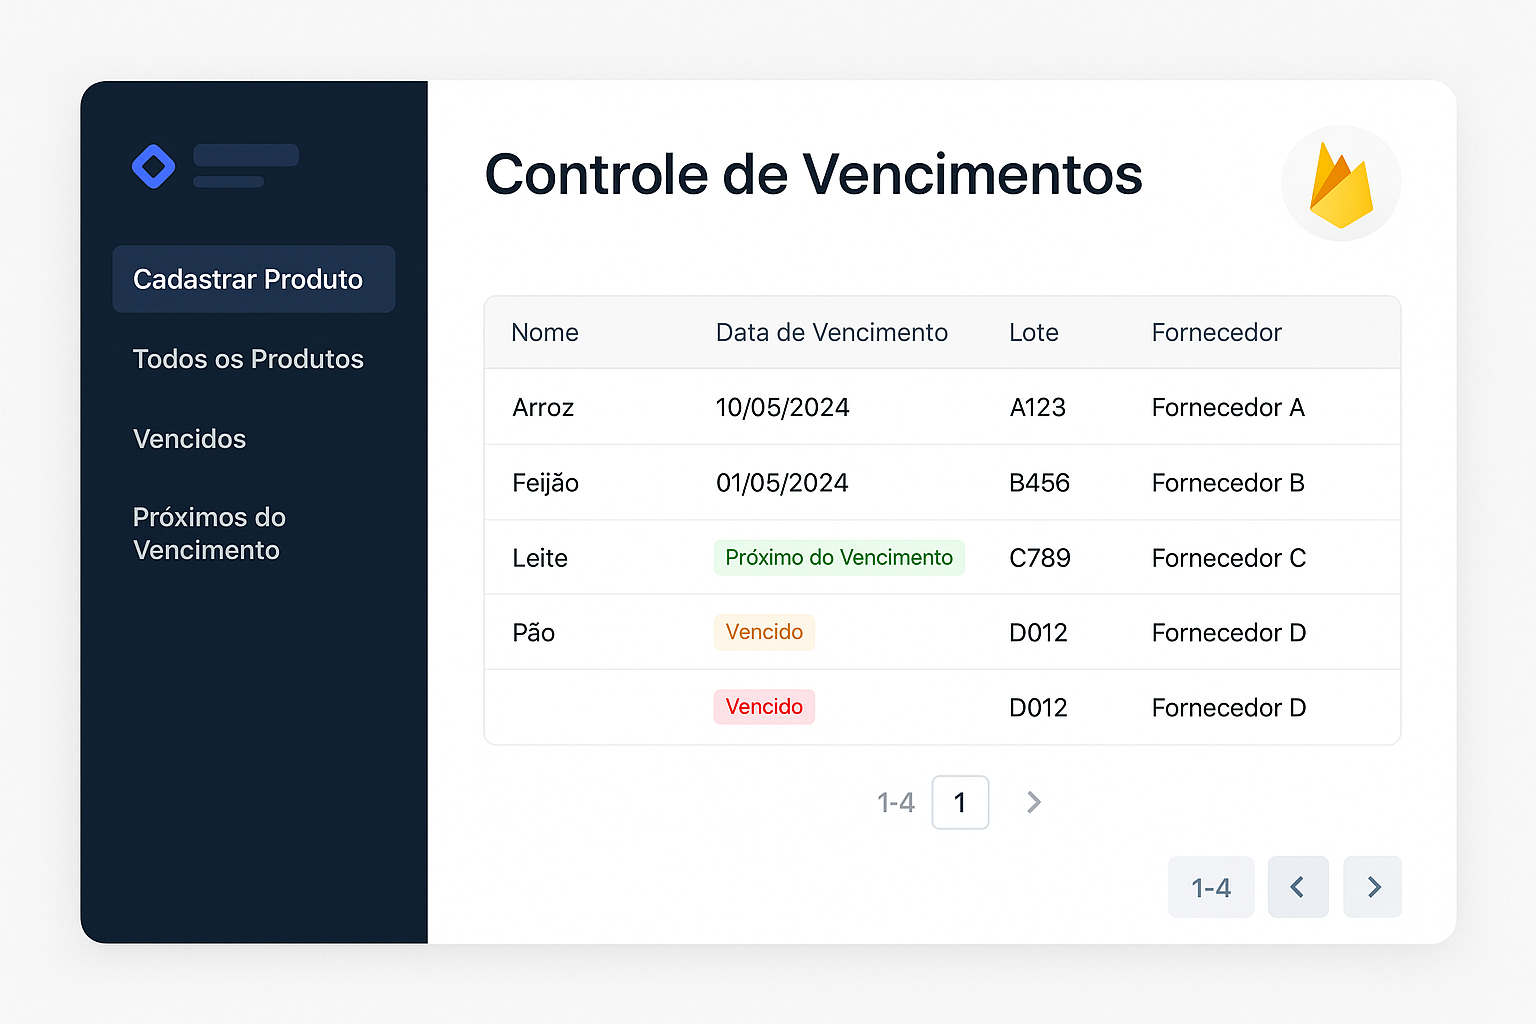 Cadastrar Produto
Todos os Produtos
Vencidos
Próximos do
Vencimento
Controle de Vencimentos
Nome Data de Vencimento Lote Fornecedor
Arroz 10/05/2024 A123 Fornecedor A
Feijão 01/05/2024 B456 Fornecedor B
Leite Próximo do Vencimento C789 Fornecedor C
Pão Vencido D012 Fornecedor D
Vencido D012 Fornecedor D
1-4 1
1-4